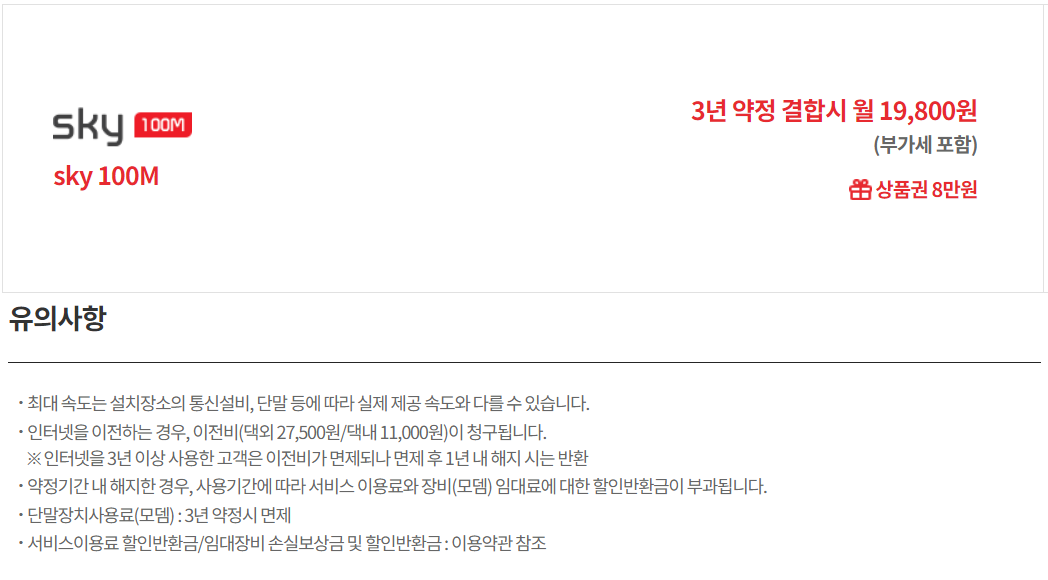 sky 100M
sky 100M
3년 약정 결합시 월 19,800원
(부가세 포함)
상품권 8만원
유의사항
· 최대 속도는 설치장소의 통신설비, 단말 등에 따라 실제 제공 속도와 다를 수 있습니다.
· 인터넷을 이전하는 경우, 이전비(댁외 27,500원/댁내 11,000원)이 청구됩니다.
※ 인터넷을 3년 이상 사용한 고객은 이전비가 면제되나 면제 후 1년 내 해지 시는 반환
· 약정기간 내 해지한 경우, 사용기간에 따라 서비스 이용료와 장비(모뎀) 임대료에 대한 할인반환금이 부과됩니다.
· 단말장치사용료(모뎀) : 3년 약정시 면제
· 서비스이용료 할인반환금/임대장비 손실보상금 및 할인반환금 : 이용약관 참조